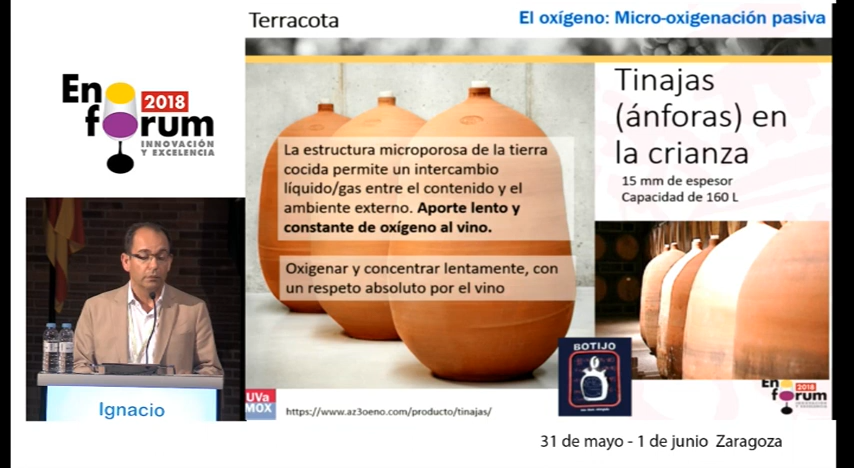 Terracota
El oxígeno: Micro-oxigenación pasiva
En
2018
fórum
INNOVACIÓN
Y EXCELENCIA
Tinajas
(ánforas) en
la crianza
15 mm de espesor
Capacidad de 160 L
La estructura microporosa de la tierra
cocida permite un intercambio
líquido/gas entre el contenido y el
ambiente externo. Aporte lento y
constante de oxígeno al vino.
Oxigenar y concentrar lentamente, con
un respeto absoluto por el vino
BOTIJO
Ignacio
UVa
MOX
https://www.az3oeno.com/producto/tinajas/
En
2018
fórum
31 de mayo - 1 de junio Zaragoza